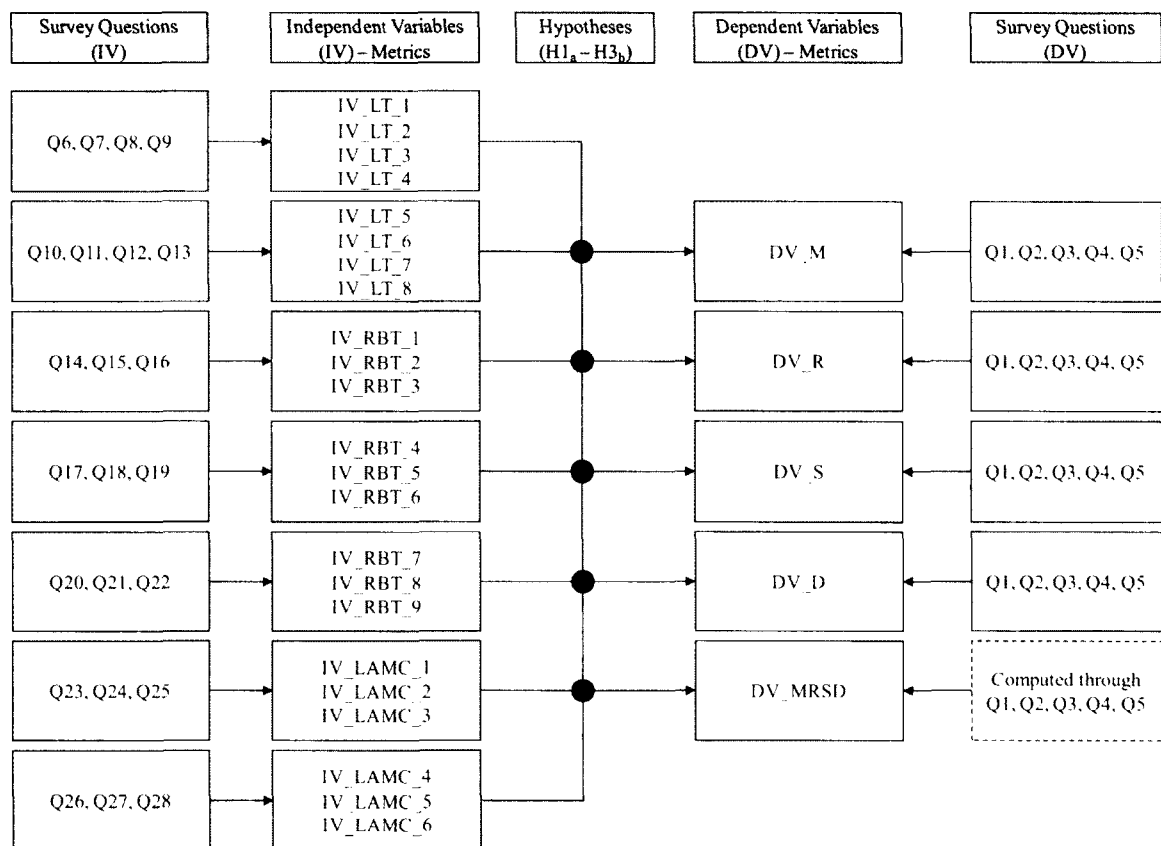 Survey Questions
(IV)
Independent Variables
(IV) – Metrics
Hypotheses
(H1a – H3b)
Dependent Variables
(DV) – Metrics
Survey Questions
(DV)
Q6, Q7, Q8, Q9
IV_LT_1
IV_LT_2
IV_LT_3
IV_LT_4
Q10, Q11, Q12, Q13
IV_LT_5
IV_LT_6
IV_LT_7
IV_LT_8
DV_M
Q1, Q2, Q3, Q4, Q5
Q14, Q15, Q16
IV_RBT_1
IV_RBT_2
IV_RBT_3
DV_R
Q1, Q2, Q3, Q4, Q5
Q17, Q18, Q19
IV_RBT_4
IV_RBT_5
IV_RBT_6
DV_S
Q1, Q2, Q3, Q4, Q5
Q20, Q21, Q22
IV_RBT_7
IV_RBT_8
IV_RBT_9
DV_D
Q1, Q2, Q3, Q4, Q5
Q23, Q24, Q25
IV_LAMC_1
IV_LAMC_2
IV_LAMC_3
DV_MRSD
Computed through
Q1, Q2, Q3, Q4, Q5
Q26, Q27, Q28
IV_LAMC_4
IV_LAMC_5
IV_LAMC_6